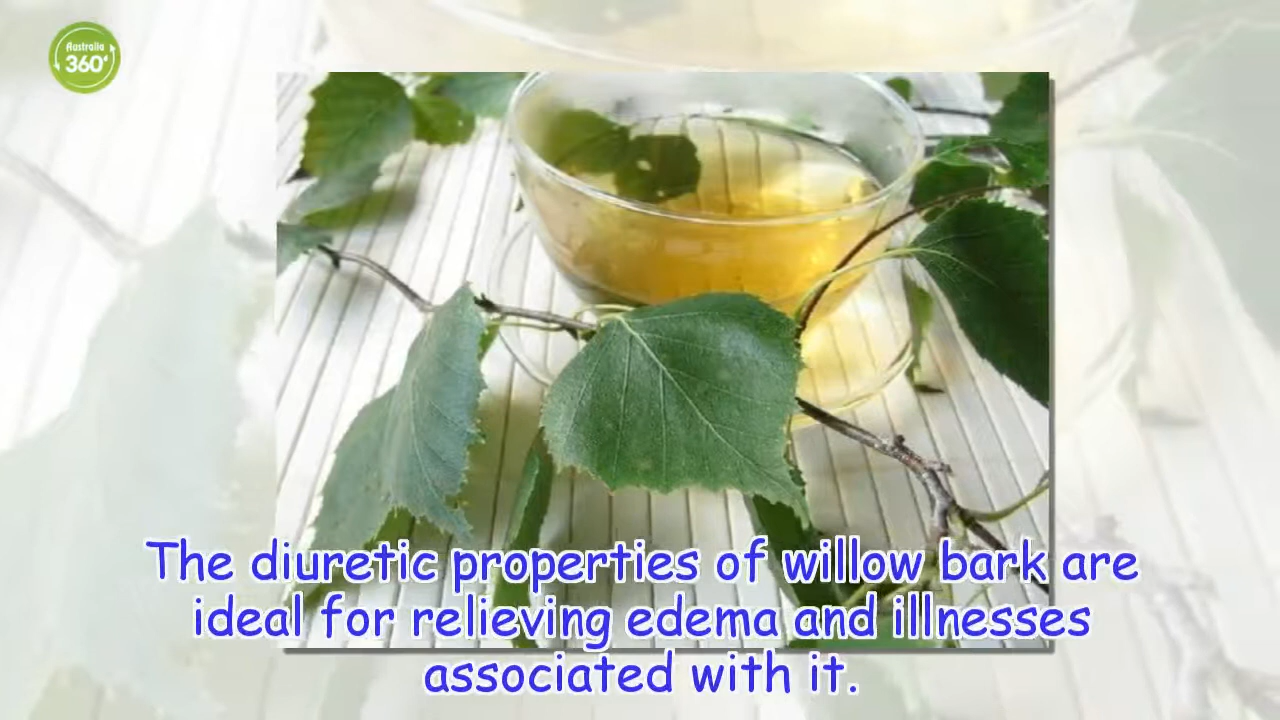 Australia
360°
The diuretic properties of willow bark are
ideal for relieving edema and illnesses
associated with it.